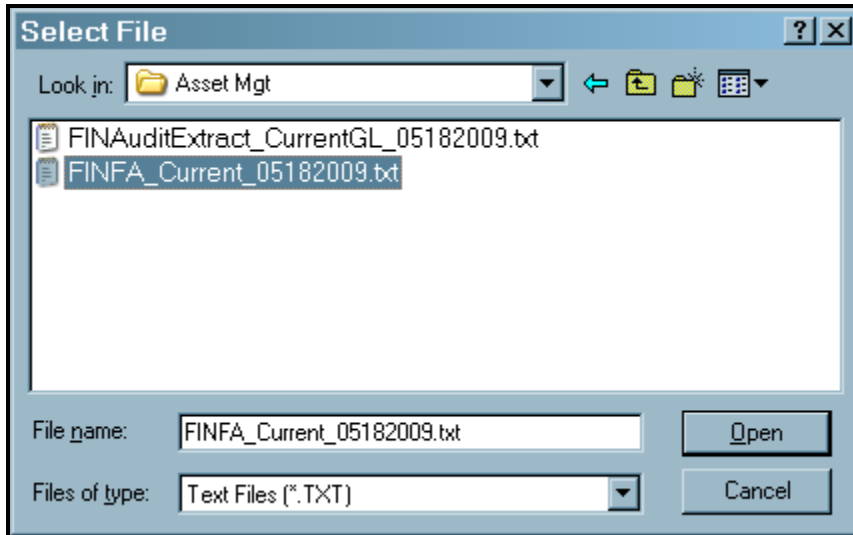 Select File
Look in: Asset Mgt
FINAuditExtract_CurrentGL_05182009.txt
FINFA_Current_05182009.txt
File name: FINFA_Current_05182009.txt Open
Files of type: Text Files (*.TXT) Cancel